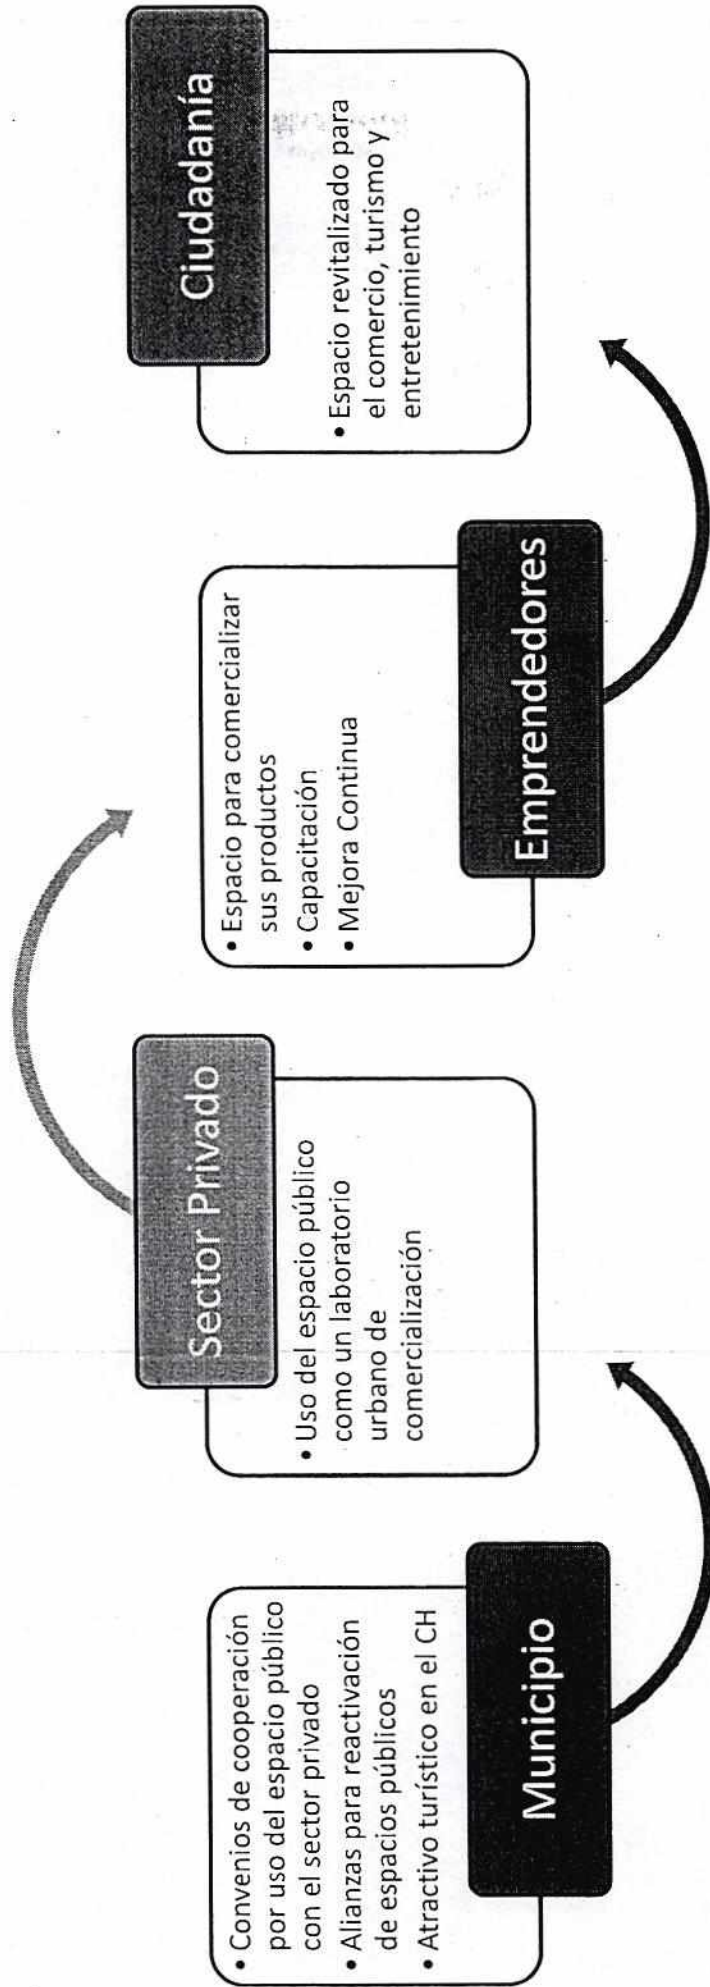 • Convenios de cooperación
por uso del espacio público
con el sector privado
• Alianzas para reactivación
de espacios públicos
• Atractivo turístico en el CH
Municipio
Sector Privado
• Uso del espacio público
como un laboratorio
urbano de
comercialización
• Espacio para comercializar
sus productos
• Capacitación
• Mejora Continua
Emprendedores
Ciudadanía
• Espacio revitalizado para
el comercio, turismo y
entretenimiento